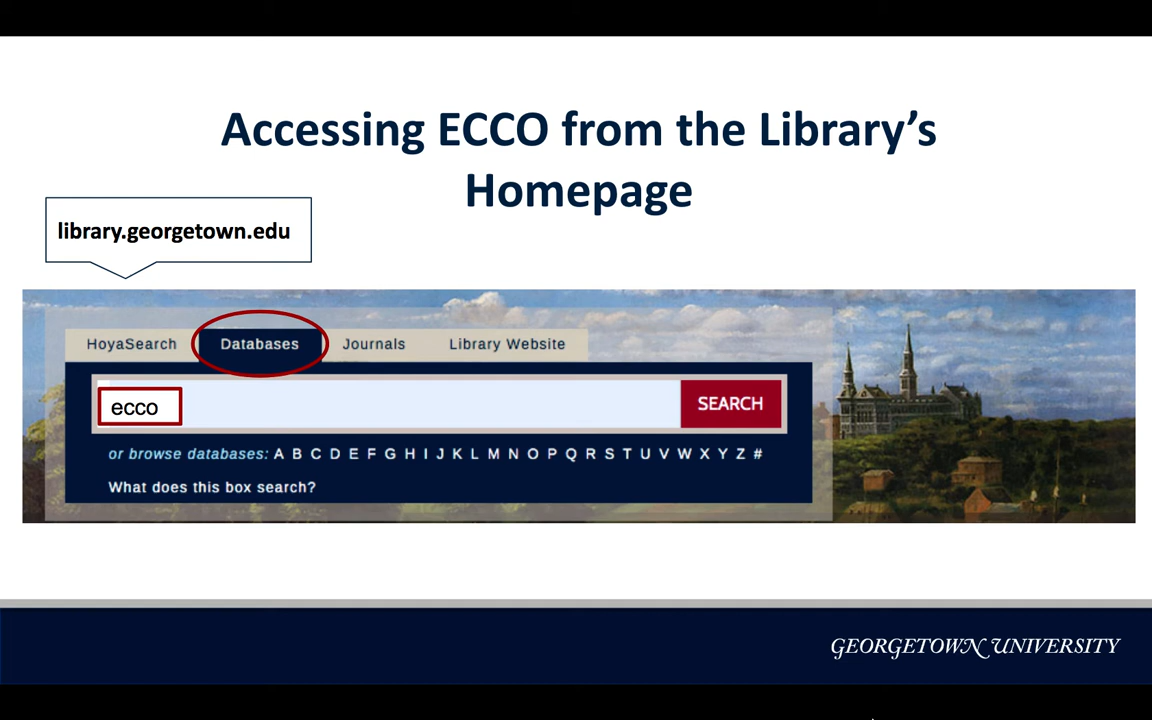 Accessing ECCO from the Library’s
Homepage
library.georgetown.edu
HoyaSearch Databases Journals Library Website
ecco SEARCH
or browse databases: A B C D E F G H I J K L M N O P Q R S T U V W X Y Z #
What does this box search?
GEORGETOWN UNIVERSITY